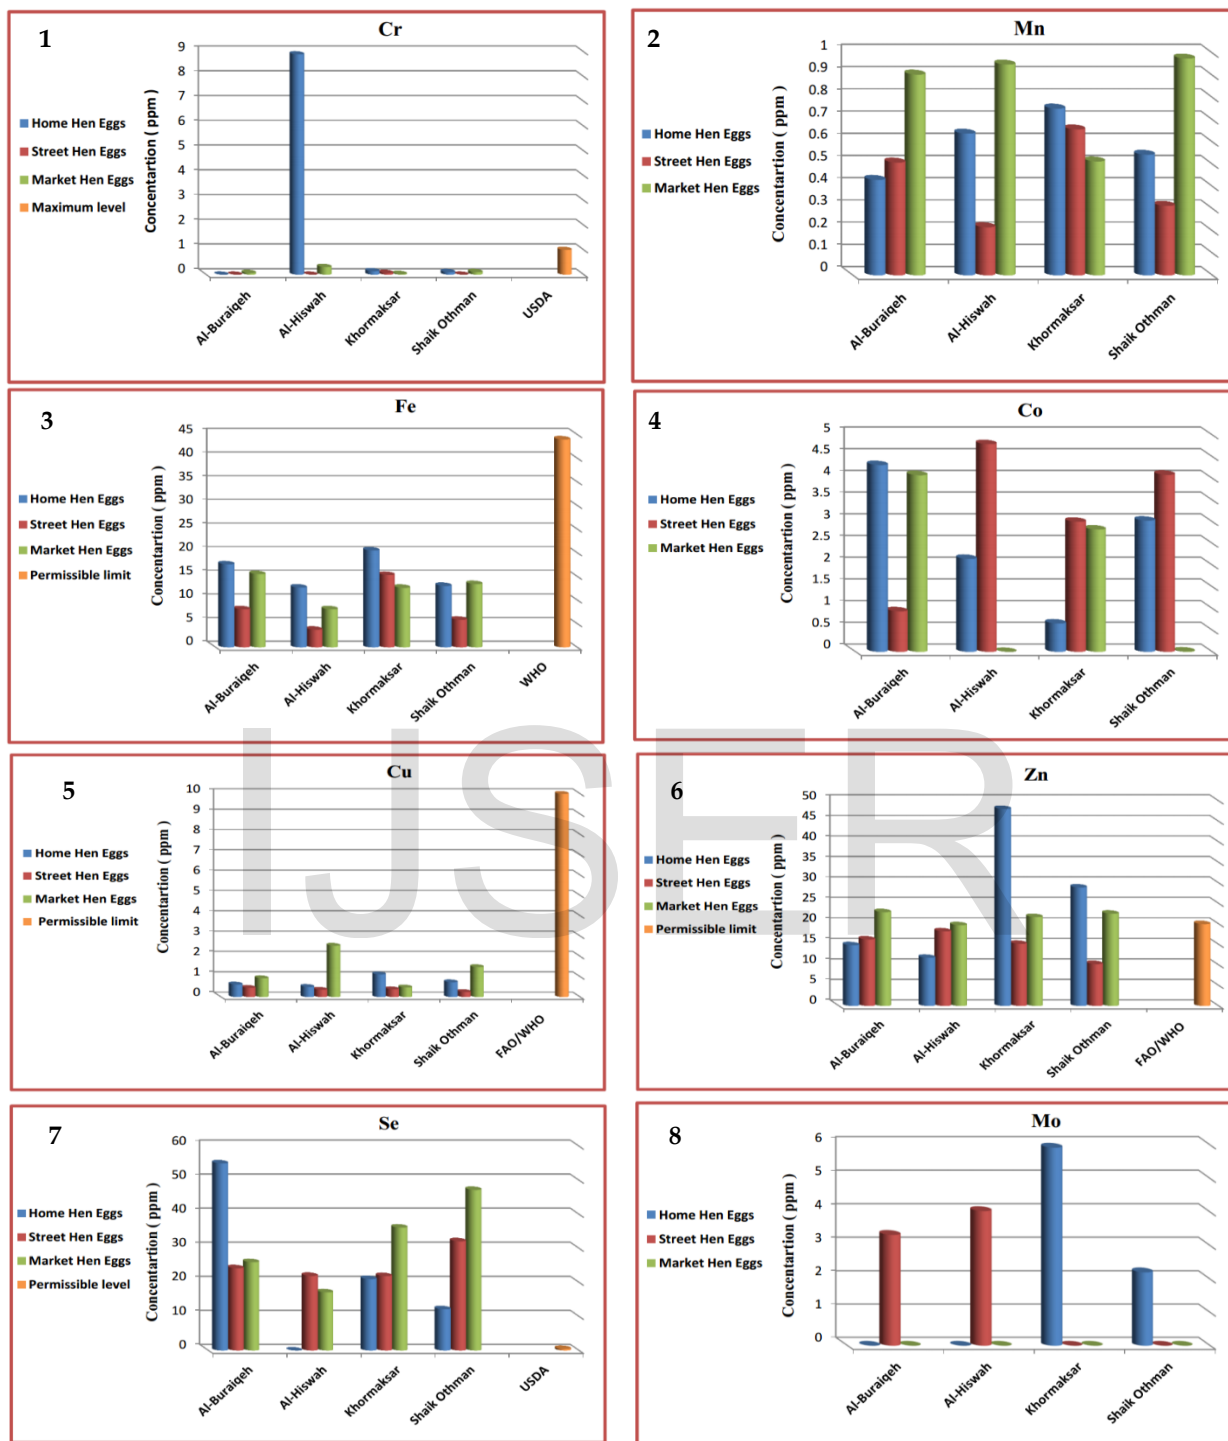 1
Cr
Concentartion ( ppm )
9
8
7
6
5
4
3
2
1
0
Home Hen Eggs
Street Hen Eggs
Market Hen Eggs
Maximum level
Al-Buraiqeh
Al-Hiswah
Khormaksar
Shaik Othman
USDA
2
Mn
Concentartion ( ppm )
1
0.9
0.8
0.7
0.6
0.5
0.4
0.3
0.2
0.1
0
Home Hen Eggs
Street Hen Eggs
Market Hen Eggs
Al-Buraiqeh
Al-Hiswah
Khormaksar
Shaik Othman
3
Fe
Concentartion ( ppm )
45
40
35
30
25
20
15
10
5
0
Home Hen Eggs
Street Hen Eggs
Market Hen Eggs
Permissible limit
Al-Buraiqeh
Al-Hiswah
Khormaksar
Shaik Othman
WHO
4
Co
Concentartion ( ppm )
5
4.5
4
3.5
3
2.5
2
1.5
1
0.5
0
Home Hen Eggs
Street Hen Eggs
Market Hen Eggs
Al-Buraiqeh
Al-Hiswah
Khormaksar
Shaik Othman
IJSER
5
Cu
Concentartion ( ppm )
10
9
8
7
6
5
4
3
2
1
0
Home Hen Eggs
Street Hen Eggs
Market Hen Eggs
Permissible limit
Al-Buraiqeh
Al-Hiswah
Khormaksar
Shaik Othman
FAO/WHO
6
Zn
Concentartion ( ppm )
50
45
40
35
30
25
20
15
10
5
0
Home Hen Eggs
Street Hen Eggs
Market Hen Eggs
Permissible limit
Al-Buraiqeh
Al-Hiswah
Khormaksar
Shaik Othman
FAO/WHO
7
Se
Concentartion ( ppm )
60
50
40
30
20
10
0
Home Hen Eggs
Street Hen Eggs
Market Hen Eggs
Permissible level
Al-Buraiqeh
Al-Hiswah
Khormaksar
Shaik Othman
USDA
8
Mo
Concentartion ( ppm )
6
5
4
3
2
1
0
Home Hen Eggs
Street Hen Eggs
Market Hen Eggs
Al-Buraiqeh
Al-Hiswah
Khormaksar
Shaik Othman